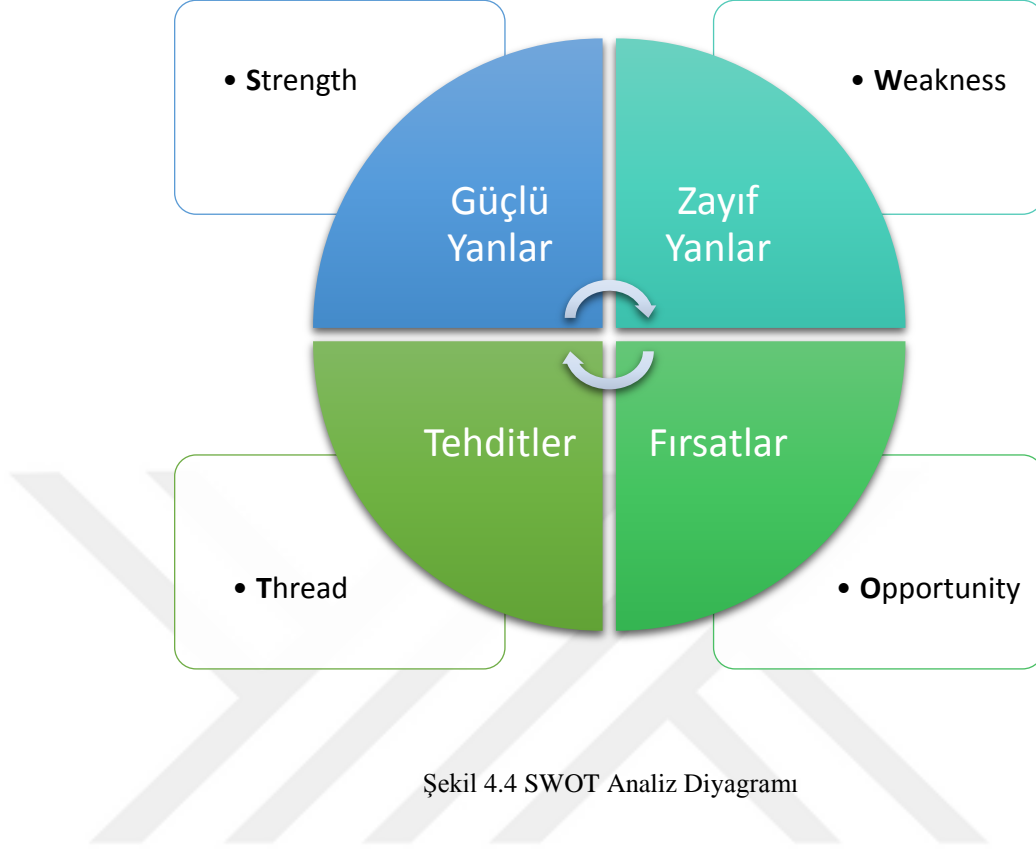 • Strength
• Weakness
Güçlü
Yanlar
Zayıf
Yanlar
Tehditler
Fırsatlar
• Thread
• Opportunity
Şekil 4.4 SWOT Analiz Diyagramı